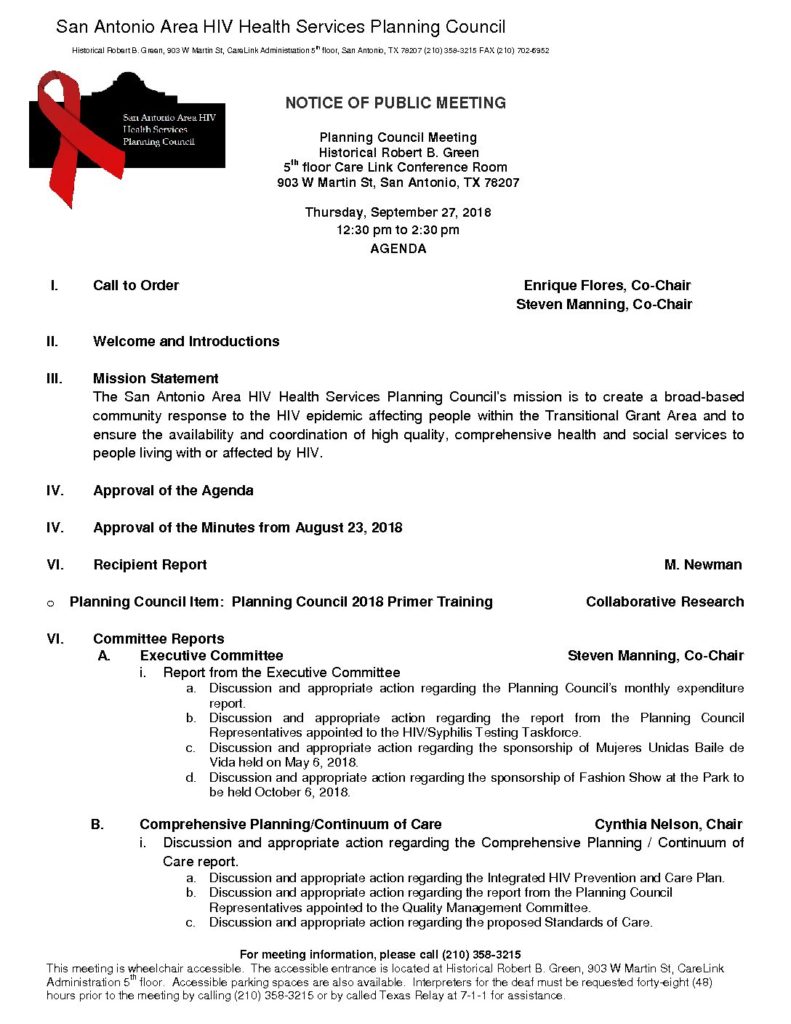 San Antonio Area HIV Health Services Planning Council
Historical Robert B. Green, 903 W Martin St, CareLink Administration 5th floor, San Antonio, TX 78207 (210) 358-3215 FAX (210) 702-6952
San Antonio Area HIV
Health Services
Planning Council
NOTICE OF PUBLIC MEETING
Planning Council Meeting
Historical Robert B. Green
5th floor Care Link Conference Room
903 W Martin St, San Antonio, TX 78207
Thursday, September 27, 2018
12:30 pm to 2:30 pm
AGENDA
I. Call to Order Enrique Flores, Co-Chair
Steven Manning, Co-Chair
II. Welcome and Introductions
III. Mission Statement
The San Antonio Area HIV Health Services Planning Council's mission is to create a broad-based
community response to the HIV epidemic affecting people within the Transitional Grant Area and to
ensure the availability and coordination of high quality, comprehensive health and social services to
people living with or affected by HIV.
IV. Approval of the Agenda
IV. Approval of the Minutes from August 23, 2018
VI. Recipient Report M. Newman
o Planning Council Item: Planning Council 2018 Primer Training Collaborative Research
VI. Committee Reports
A. Executive Committee Steven Manning, Co-Chair
i. Report from the Executive Committee
a. Discussion and appropriate action regarding the Planning Council's monthly expenditure
report.
b. Discussion and appropriate action regarding the report from the Planning Council
Representatives appointed to the HIV/Syphilis Testing Taskforce.
c. Discussion and appropriate action regarding the sponsorship of Mujeres Unidas Baile de
Vida held on May 6, 2018.
d. Discussion and appropriate action regarding the sponsorship of Fashion Show at the Park to
be held October 6, 2018.
B. Comprehensive Planning/Continuum of Care Cynthia Nelson, Chair
i. Discussion and appropriate action regarding the Comprehensive Planning / Continuum of
Care report.
a. Discussion and appropriate action regarding the Integrated HIV Prevention and Care Plan.
b. Discussion and appropriate action regarding the report from the Planning Council
Representatives appointed to the Quality Management Committee.
c. Discussion and appropriate action regarding the proposed Standards of Care.
For meeting information, please call (210) 358-3215
This meeting is wheelchair accessible. The accessible entrance is located at Historical Robert B. Green, 903 W Martin St, CareLink
Administration 5th floor. Accessible parking spaces are also available. Interpreters for the deaf must be requested forty-eight (48)
hours prior to the meeting by calling (210) 358-3215 or by called Texas Relay at 7-1-1 for assistance.